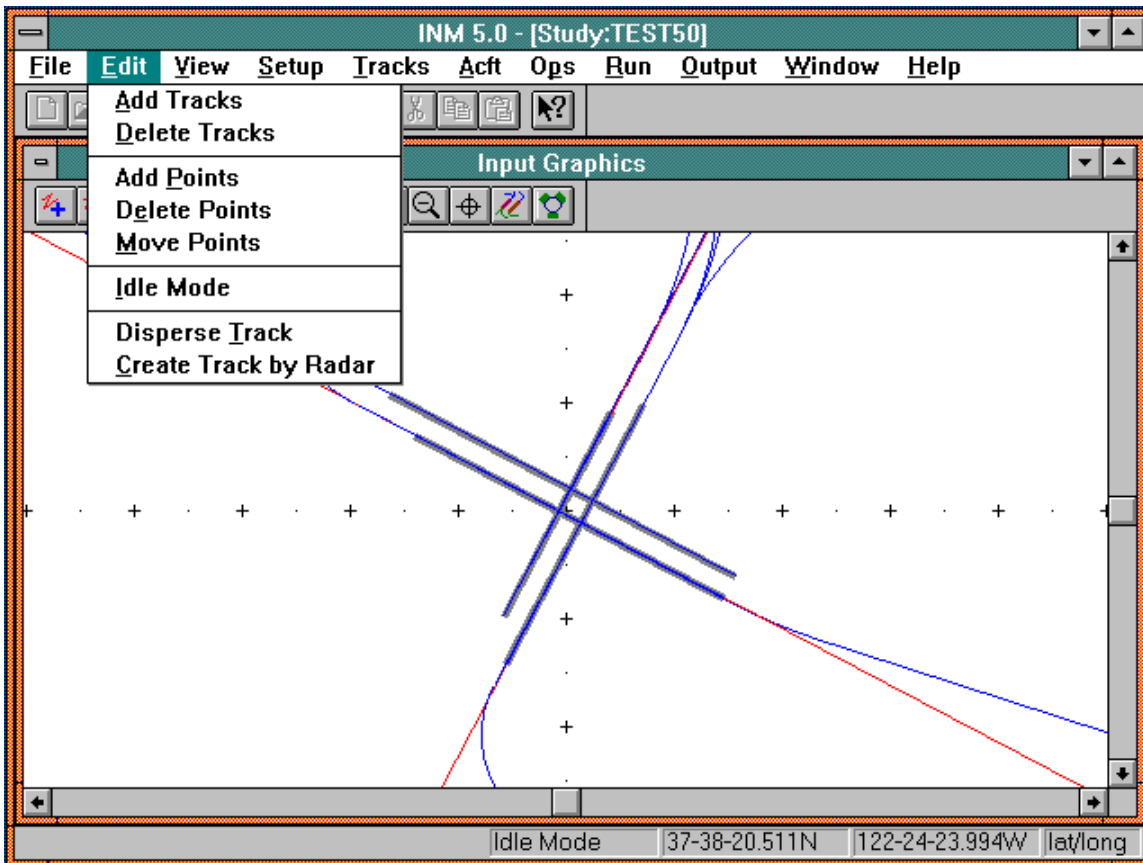 INM 5.0 - [Study:TEST50]
File Edit View Setup Tracks Acft Ops Run Output Window Help
Add Tracks
Delete Tracks
Add Points
Delete Points
Move Points
Idle Mode
Disperse Track
Create Track by Radar
Input Graphics
Idle Mode 37-38-20.511N 122-24-23.994W lat/long